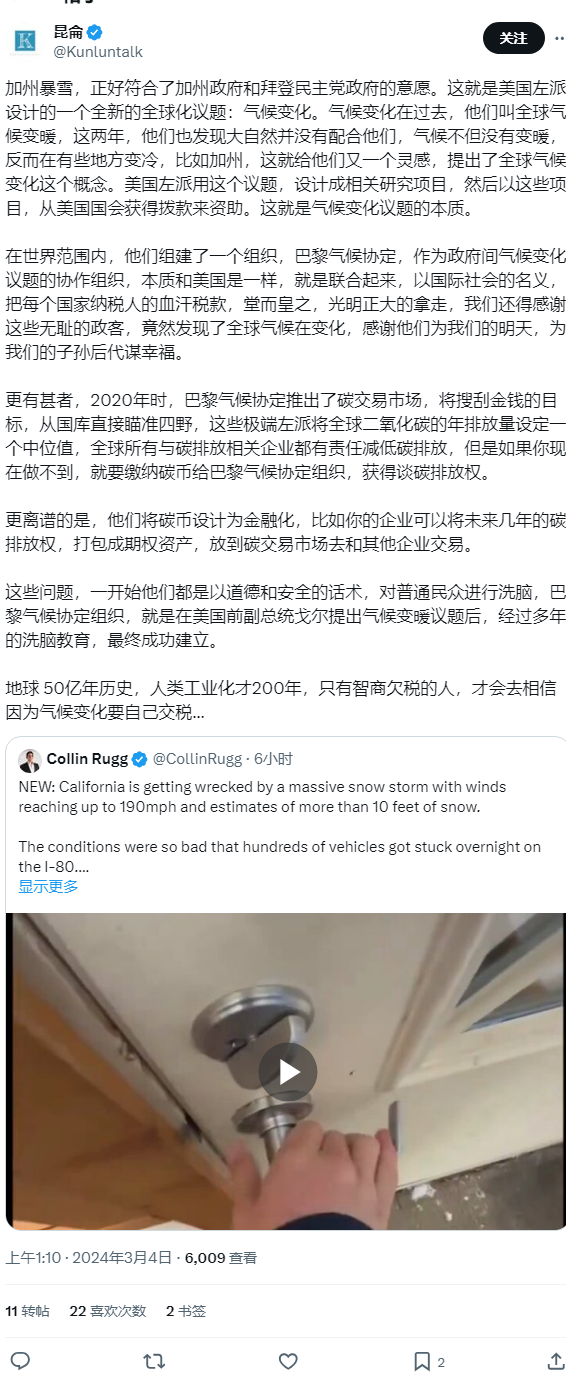 昆侖
@Kunluntalk
关注
加州暴雪，正好符合了加州政府和拜登民主党政府的意愿。这就是美国左派
设计的一个全新的全球化议题：气候变化。气候变化在过去，他们叫全球气
候变暖，这两年，他们也发现大自然并没有配合他们，气候不但没有变暖，
反而在有些地方变冷，比如加州，这就给他们又一个灵感，提出了全球气候
变化这个概念。美国左派用这个议题，设计成相关研究项目，然后以这些项
目，从美国国会获得拨款来资助。这就是气候变化议题的本质。
在世界范围内，他们组建了一个组织，巴黎气候协定，作为政府间气候变化
议题的协作组织，本质和美国是一样，就是联合起来，以国际社会的名义，
把每个国家纳税人的血汗税款，堂而皇之，光明正大的拿走，我们还得感谢
这些无耻的政客，竟然发现了全球气候在变化，感谢他们为我们的明天，为
我们的子孙后代谋幸福。
更有甚者，2020年时，巴黎气候协定推出了碳交易市场，将搜刮金钱的目
标，从国库直接瞄准四野，这些极端左派将全球二氧化碳的年排放量设定一
个中位值，全球所有与碳排放相关企业都有责任减低碳排放，但是如果你现
在做不到，就要缴纳碳币给巴黎气候协定组织，获得谈碳排放权。
更离谱的是，他们将碳币设计为金融化，比如你的企业可以将未来几年的碳
排放权，打包成期权资产，放到碳交易市场去和其他企业交易。
这些问题，一开始他们都是以道德和安全的话术，对普通民众进行洗脑，巴
黎气候协定组织，就是在美国前副总统戈尔提出气候变暖议题后，经过多年
的洗脑教育，最终成功建立。
地球 50亿年历史，人类工业化才200年，只有智商欠税的人，才会去相信
因为气候变化要自己交税...
Collin Rugg @CollinRugg · 6小时
NEW: California is getting wrecked by a massive snow storm with winds
reaching up to 190mph and estimates of more than 10 feet of snow.
The conditions were so bad that hundreds of vehicles got stuck overnight on
the I-80....
显示更多
上午1:10 · 2024年3月4日 · 6,009 查看
11 转帖 22 喜欢次数 2 书签
2